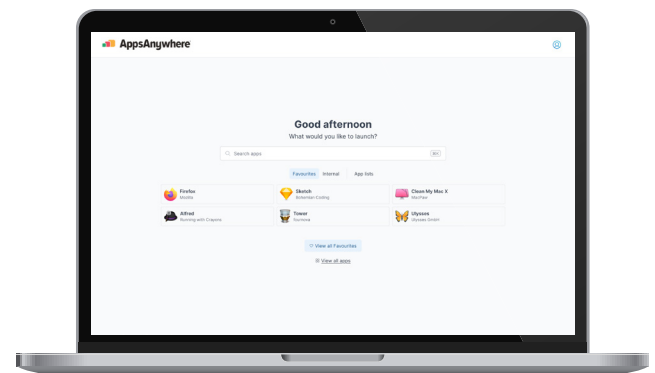 AppsAnywhere
Good afternoon
What would you like to launch?
Search apps
Favourites Internal App lists
Firefox
Mozilla
Sketch
Bohemian Coding
Clean My Mac X
MacPaw
Alfred
Running with Crayons
Tower
Fournova
Ulysses
Ulysses GmbH
View all Favourites
View all apps